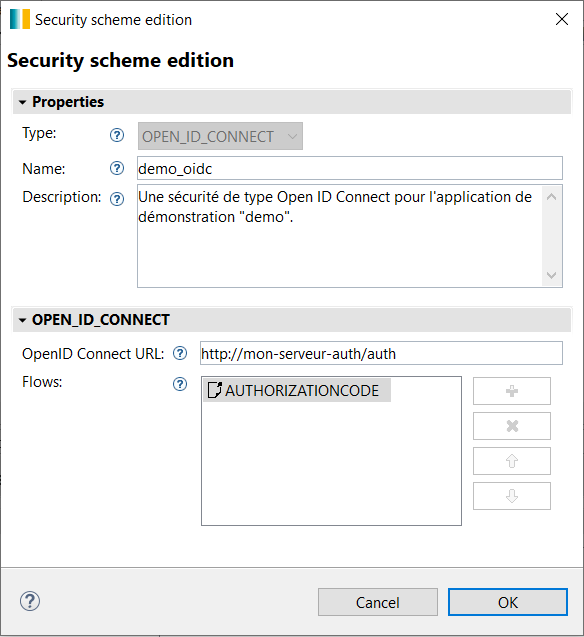 Security scheme edition
Security scheme edition
Properties
Type:
OPEN_ID_CONNECT
Name:
demo_oidc
Description:
Une sécurité de type Open ID Connect pour l'application de
démonstration "demo".
OPEN_ID_CONNECT
OpenID Connect URL:
http://mon-serveur-auth/auth
Flows:
AUTHORIZATIONCODE
Cancel
OK